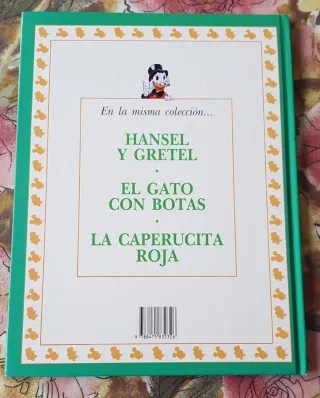 En la misma colección...
HANSEL
Y GRETEL
·
EL GATO
CON BOTAS
·
LA CAPERUCITA
ROJA